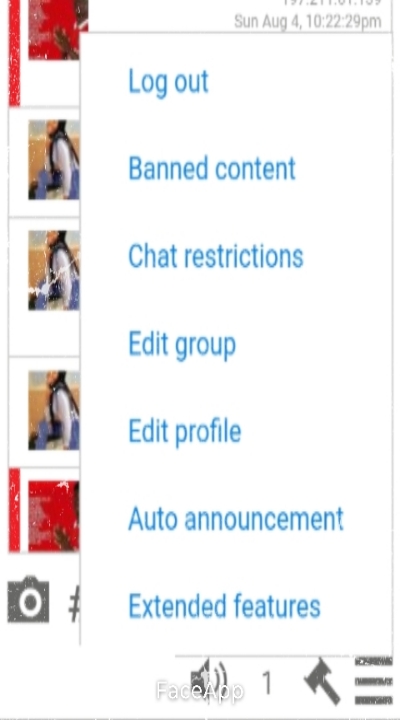 Sun Aug 4, 10:22:29pm
Log out
Banned content
Chat restrictions
Edit group
Edit profile
Auto announcement
Extended features
#
1
FaceApp